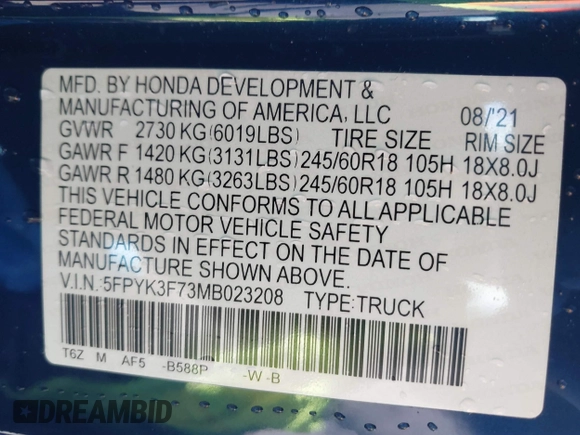 MFD. BY HONDA DEVELOPMENT &
MANUFACTURING OF AMERICA, LLC 08/'21
GVWR 2730 KG (6019LBS) TIRE SIZE RIM SIZE
GAWR F 1420 KG (3131LBS) 245/60R18 105H 18X8.0J
GAWR R 1480 KG (3263LBS) 245/60R18 105H 18X8.0J
THIS VEHICLE CONFORMS TO ALL APPLICABLE
FEDERAL MOTOR VEHICLE SAFETY
STANDARDS IN EFFECT ON THE DATE OF
MANUFACTURE SHOWN ABOVE.
V.I.N.:5FPYK3F73MB023208 TYPE:TRUCK
T6Z M AF5 -B588P -W-B
DREAMBID